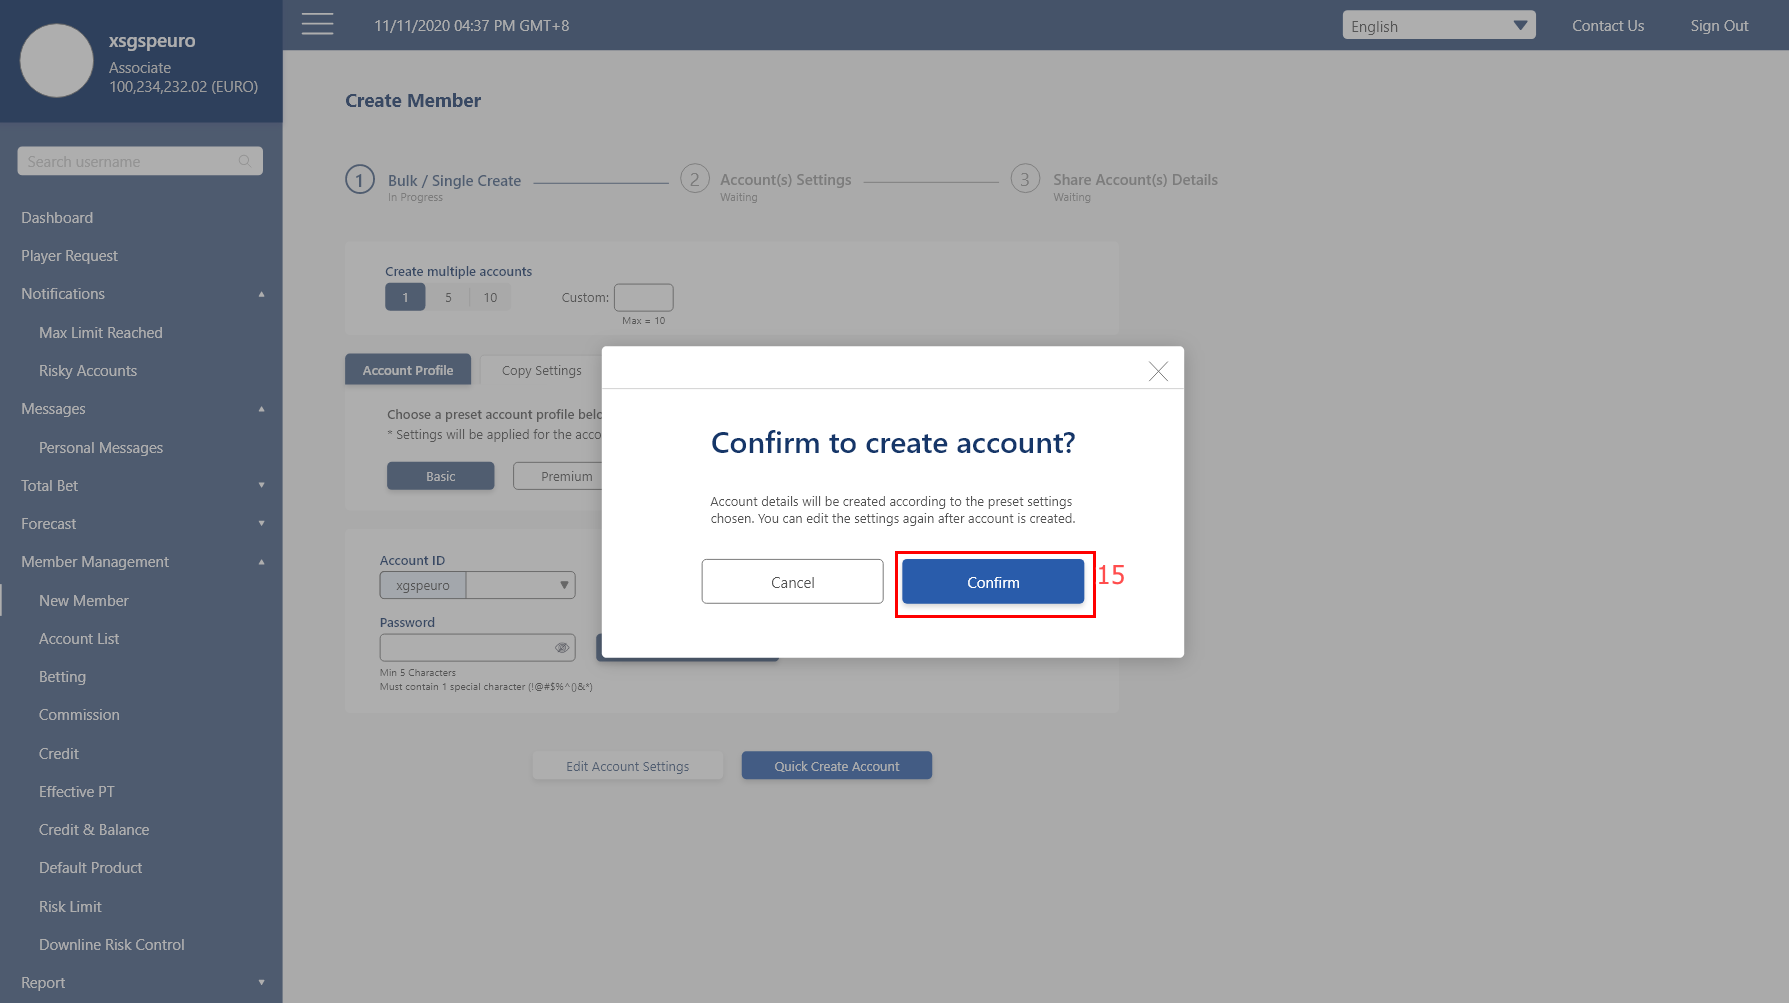 xsgspeuro
Associate
100,234,232.02 (EURO)
11/11/2020 04:37 PM GMT+8
English
Contact Us
Sign Out
Search username
Dashboard
Player Request
Notifications
Max Limit Reached
Risky Accounts
Messages
Personal Messages
Total Bet
Forecast
Member Management
New Member
Account List
Betting
Commission
Credit
Effective PT
Credit & Balance
Default Product
Risk Limit
Downline Risk Control
Report
Create Member
1 Bulk / Single Create
In Progress
2 Account(s) Settings
Waiting
3 Share Account(s) Details
Waiting
Create multiple accounts
1 5 10 Custom:
Max = 10
Account Profile Copy Settings
Choose a preset account profile
* Settings will be applied for the
Basic Premium
Account ID
xgspeuro
Password
Min 5 Characters
Must contain 1 special character (!@#$%^()&*)
Edit Account Settings Quick Create Account
Confirm to create account?
Account details will be created according to the preset settings
chosen. You can edit the settings again after account is created.
Cancel Confirm 15